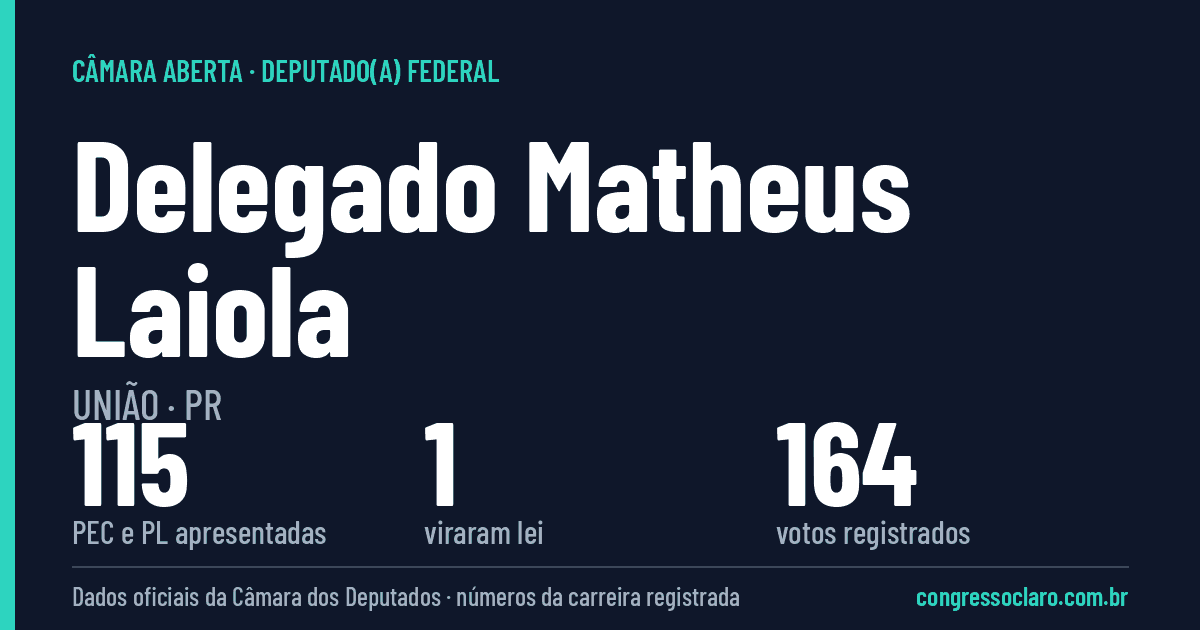 CÂMARA ABERTA · DEPUTADO(A) FEDERAL
Delegado Matheus
Laiola
UNIÃO · PR
115 1 164
PEC e PL apresentadas viraram lei votos registrados
Dados oficiais da Câmara dos Deputados · números da carreira registrada congressoclaro.com.br